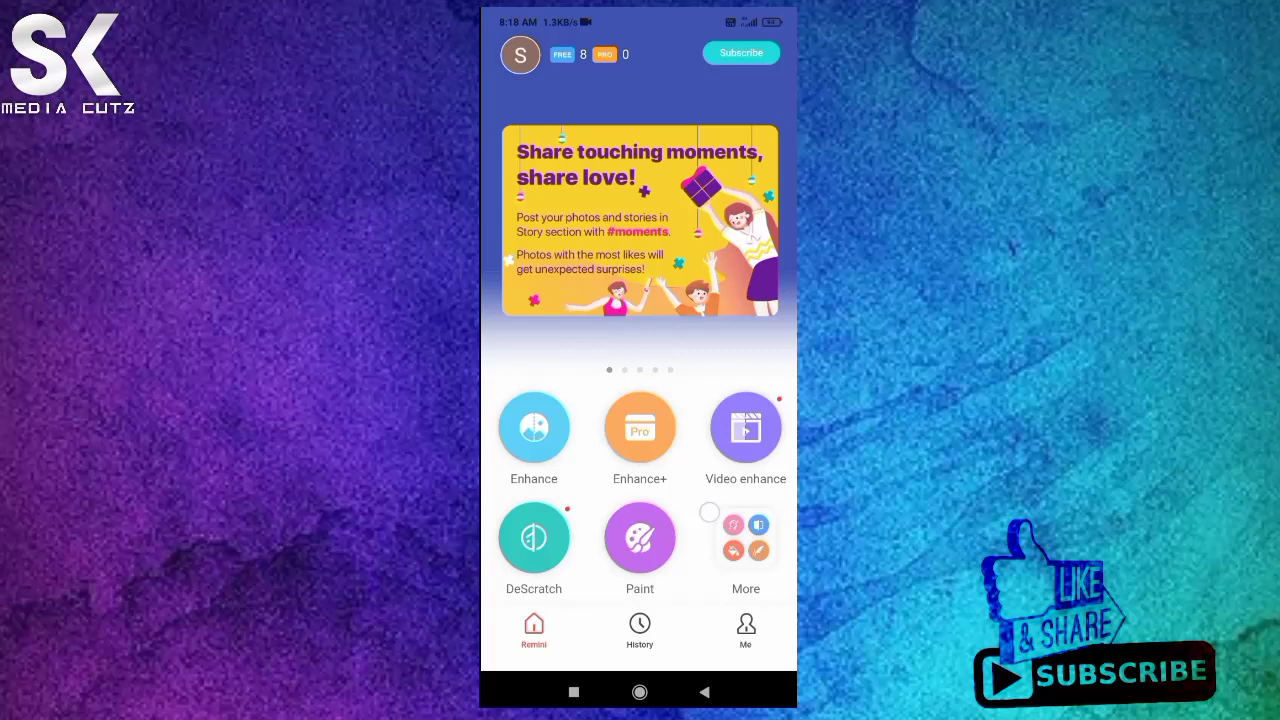 SK
MEDIA CUTZ
8:18 AM 1.3KB/s
S
FREE 8 PRO 0
Subscribe
Share touching moments,
share love!
Post your photos and stories in
Story section with #moments.
Photos with the most likes will
get unexpected surprises!
Pro
Enhance
Enhance+
Video enhance
DeScratch
Paint
More
Remini
History
Me
LIKE
& SHARE
SUBSCRIBE